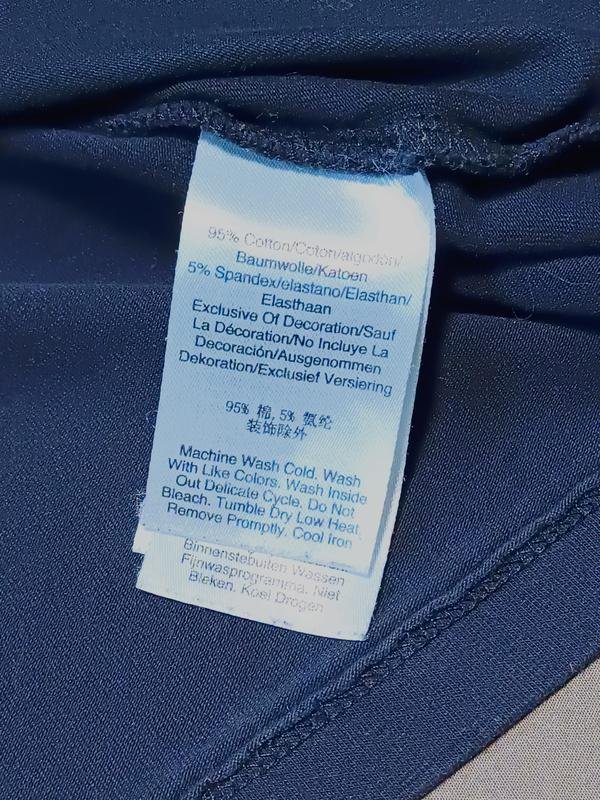 95% Cotton/Coton/algodón/
Baumwolle/Katoen
5% Spandex/elastano/Elasthan/
Elasthaan
Exclusive Of Decoration/Sauf
La Décoration/No Incluye La
Decoración/Ausgenommen
Dekoration/Exclusief Versiering
95% 棉, 5% 氨纶
装饰除外
Machine Wash Cold. Wash
With Like Colors. Wash Inside
Out Delicate Cycle. Do Not
Bleach. Tumble Dry Low Heat.
Remove Promptly. Cool Iron
Binnenstebuiten Wassen
Fijnwasprogramma. Niet
Bleken. Koel Drogen